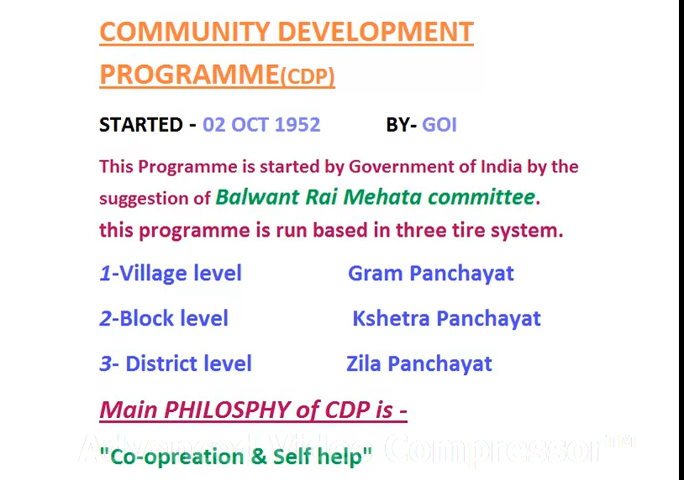 COMMUNITY DEVELOPMENT
PROGRAMME(CDP)
STARTED - 02 OCT 1952 BY- GOI
This Programme is started by Government of India by the
suggestion of Balwant Rai Mehata committee.
this programme is run based in three tire system.
1-Village level Gram Panchayat
2-Block level Kshetra Panchayat
3- District level Zila Panchayat
Main PHILOSPHY of CDP is -
Advanced Video Compressor™
"Co-opreation & Self help"